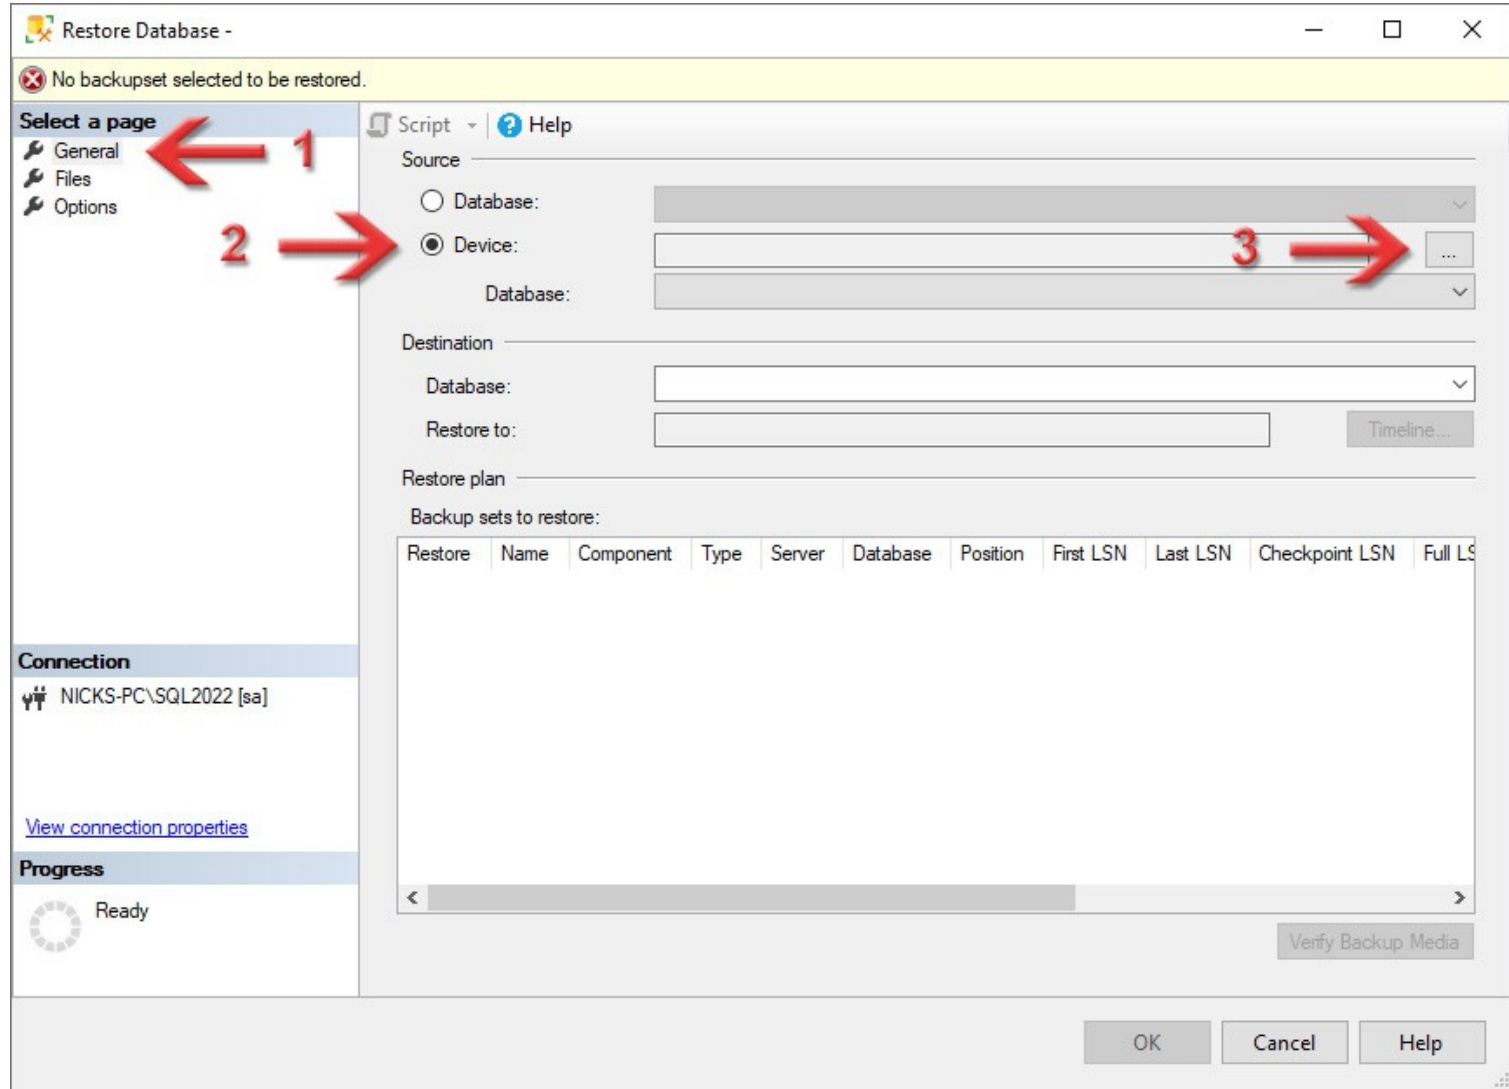 Restore Database -
No backupset selected to be restored.
Select a page
General
Files
Options
1
2
3
Script
Help
Source
Database:
Device:
...
Database:
Destination
Database:
Restore to:
Timeline...
Restore plan
Backup sets to restore:
Restore Name Component Type Server Database Position First LSN Last LSN Checkpoint LSN Full LS
Connection
NICKS-PC\SQL2022 [sa]
View connection properties
Progress
Ready
Verify Backup Media
OK Cancel Help